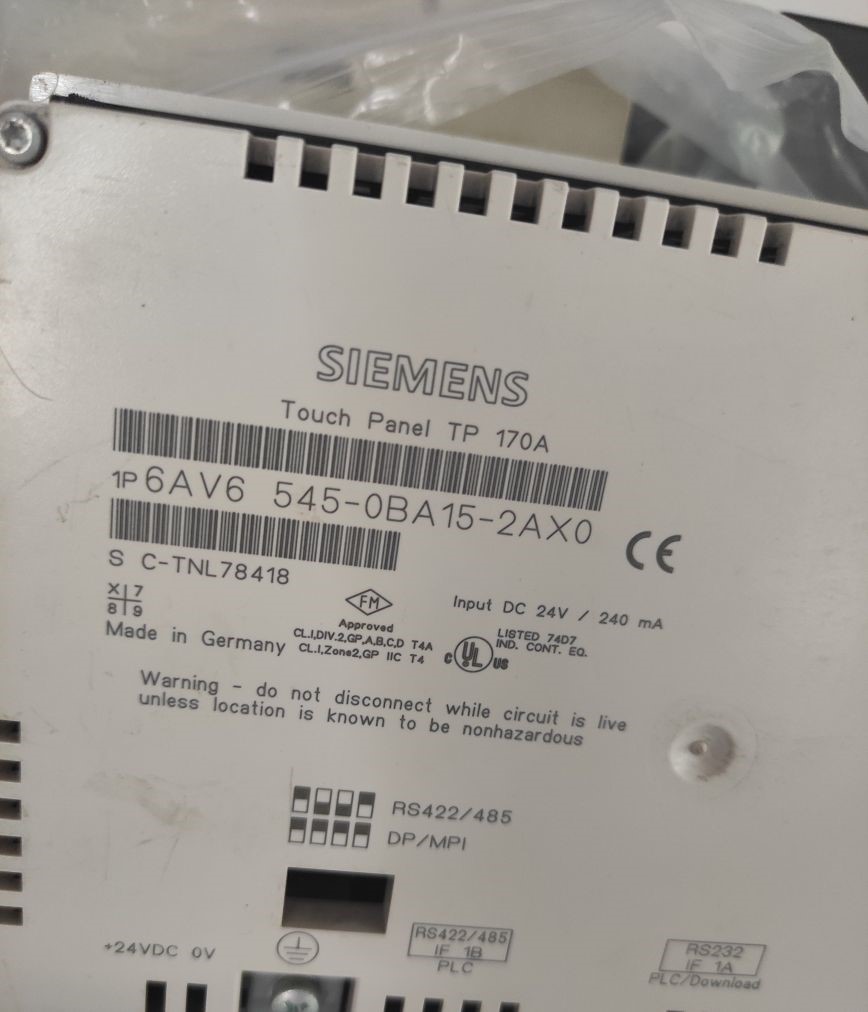 SIEMENS
Touch Panel TP 170A
1P 6AV6 545-0BA15-2AX0
S C-TNL78418
X 7
8 9
Made in Germany
FM
Approved
CL.I,DIV.2,GP.A,B,C,D T4A
CL.I,Zone2,GP IIC T4
Input DC 24V / 240 mA
C UL US
LISTED 74D7
IND. CONT. EQ.
CE
Warning - do not disconnect while circuit is live
unless location is known to be nonhazardous
RS422/485
DP/MPI
+24VDC 0V
RS422/485
IF 1B
PLC
RS232
IF 1A
PLC/Download